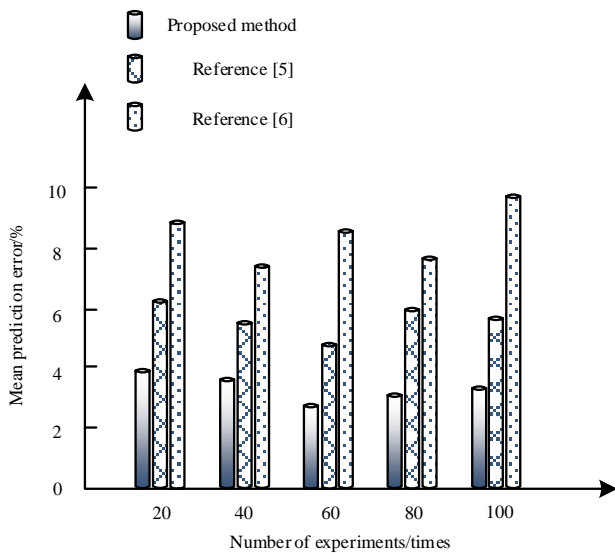 Proposed method
Reference [5]
Reference [6]
Mean prediction error/%
10
8
6
4
2
0
20 40 60 80 100
Number of experiments/times